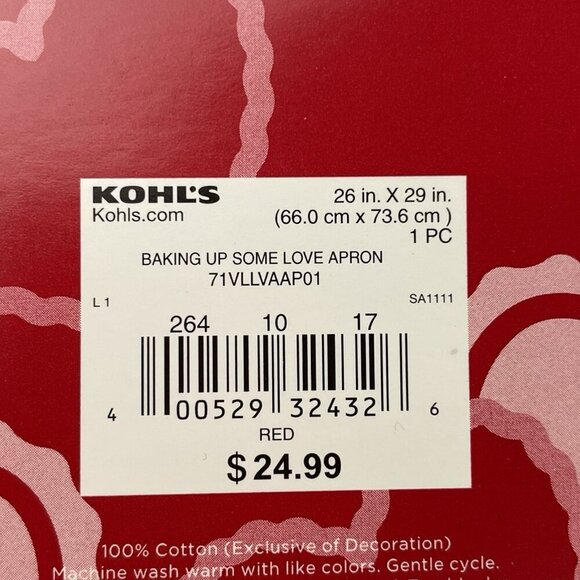 KOHL'S
Kohls.com
26 in. X 29 in.
(66.0 cm x 73.6 cm )
1 PC
BAKING UP SOME LOVE APRON
71VLLVAAP01
L 1
SA1111
264 10 17
4 00529 32432 6
RED
$24.99
100% Cotton (Exclusive of Decoration)
Machine wash warm with like colors. Gentle cycle.